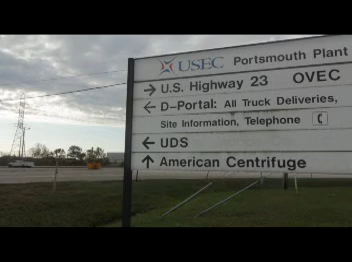 USEC Portsmouth Plant
→ U.S. Highway 23 OVEC
← D-Portal: All Truck Deliveries,
Site Information, Telephone
← UDS
↑ American Centrifuge